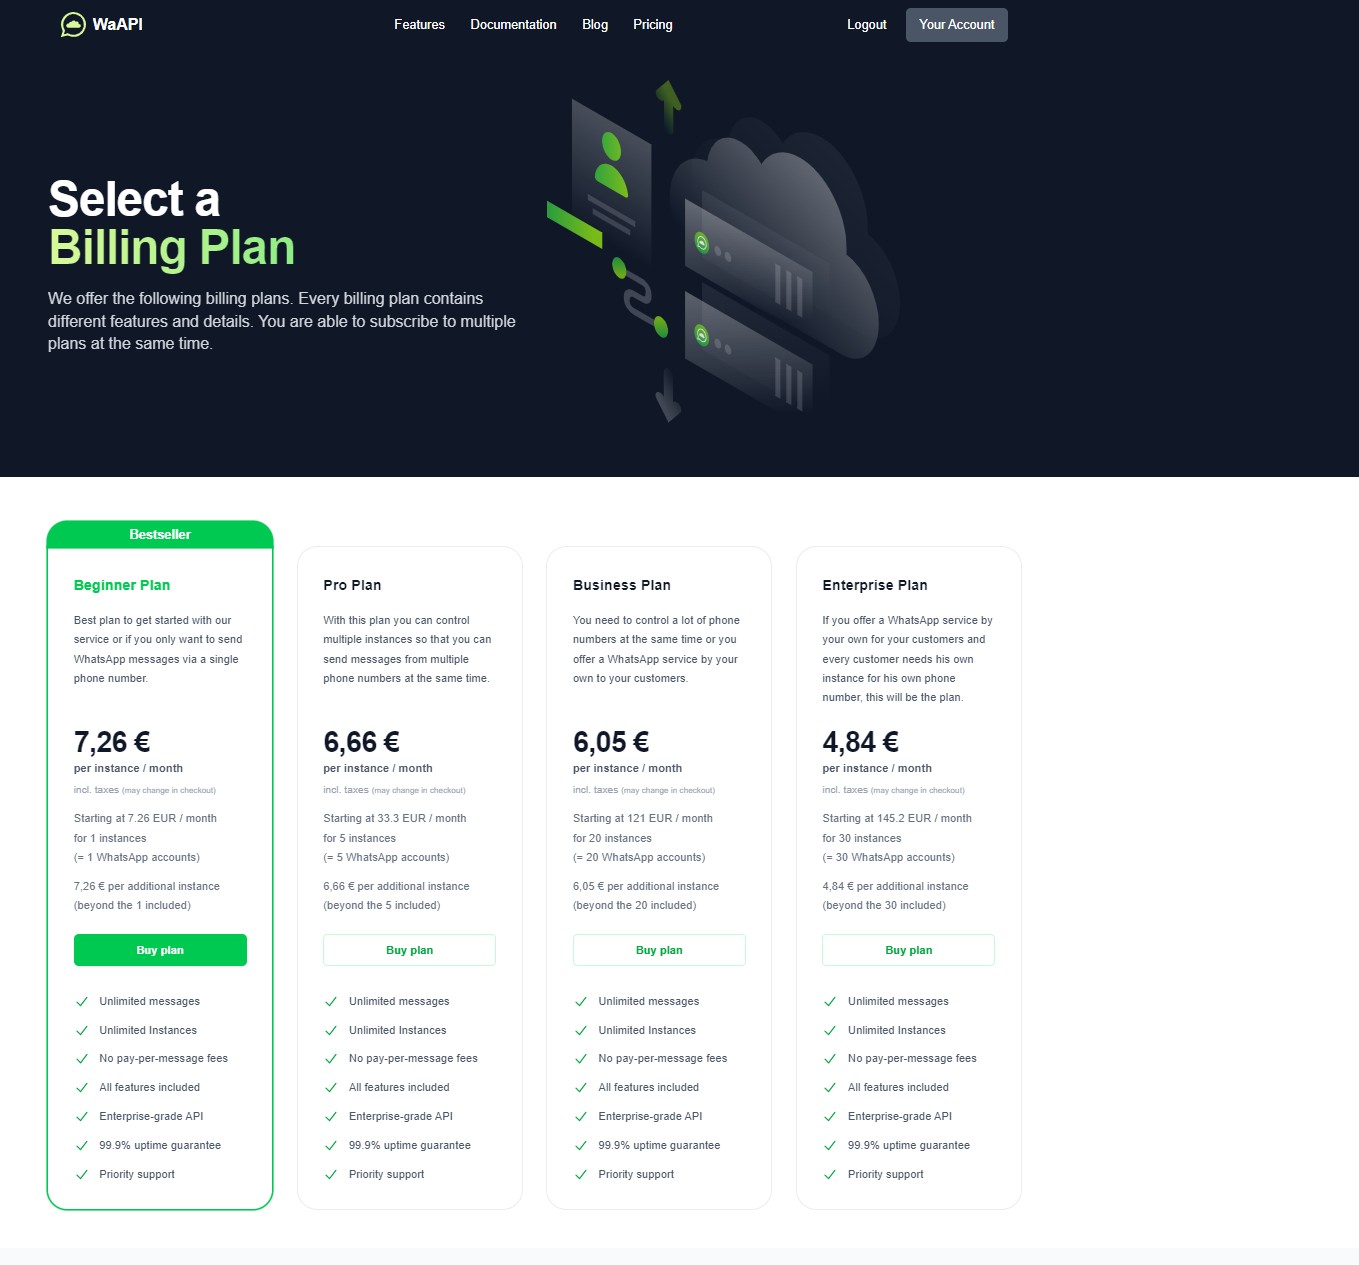 WaAPI
Features
Documentation
Blog
Pricing
Logout
Your Account
Select a
Billing Plan
We offer the following billing plans. Every billing plan contains
different features and details. You are able to subscribe to multiple
plans at the same time.
Bestseller
Beginner Plan
Best plan to get started with our
service or if you only want to send
WhatsApp messages via a single
phone number.
7,26 €
per instance / month
incl. taxes (may change in checkout)
Starting at 7.26 EUR / month
for 1 instances
(= 1 WhatsApp accounts)
7,26 € per additional instance
(beyond the 1 included)
Buy plan
Unlimited messages
Unlimited Instances
No pay-per-message fees
All features included
Enterprise-grade API
99.9% uptime guarantee
Priority support
Pro Plan
With this plan you can control
multiple instances so that you can
send messages from multiple
phone numbers at the same time.
6,66 €
per instance / month
incl. taxes (may change in checkout)
Starting at 33.3 EUR / month
for 5 instances
(= 5 WhatsApp accounts)
6,66 € per additional instance
(beyond the 5 included)
Buy plan
Unlimited messages
Unlimited Instances
No pay-per-message fees
All features included
Enterprise-grade API
99.9% uptime guarantee
Priority support
Business Plan
You need to control a lot of phone
numbers at the same time or you
offer a WhatsApp service by your
own to your customers.
6,05 €
per instance / month
incl. taxes (may change in checkout)
Starting at 121 EUR / month
for 20 instances
(= 20 WhatsApp accounts)
6,05 € per additional instance
(beyond the 20 included)
Buy plan
Unlimited messages
Unlimited Instances
No pay-per-message fees
All features included
Enterprise-grade API
99.9% uptime guarantee
Priority support
Enterprise Plan
If you offer a WhatsApp service by
your own for your customers and
every customer needs his own
instance for his own phone
number, this will be the plan.
4,84 €
per instance / month
incl. taxes (may change in checkout)
Starting at 145.2 EUR / month
for 30 instances
(= 30 WhatsApp accounts)
4,84 € per additional instance
(beyond the 30 included)
Buy plan
Unlimited messages
Unlimited Instances
No pay-per-message fees
All features included
Enterprise-grade API
99.9% uptime guarantee
Priority support